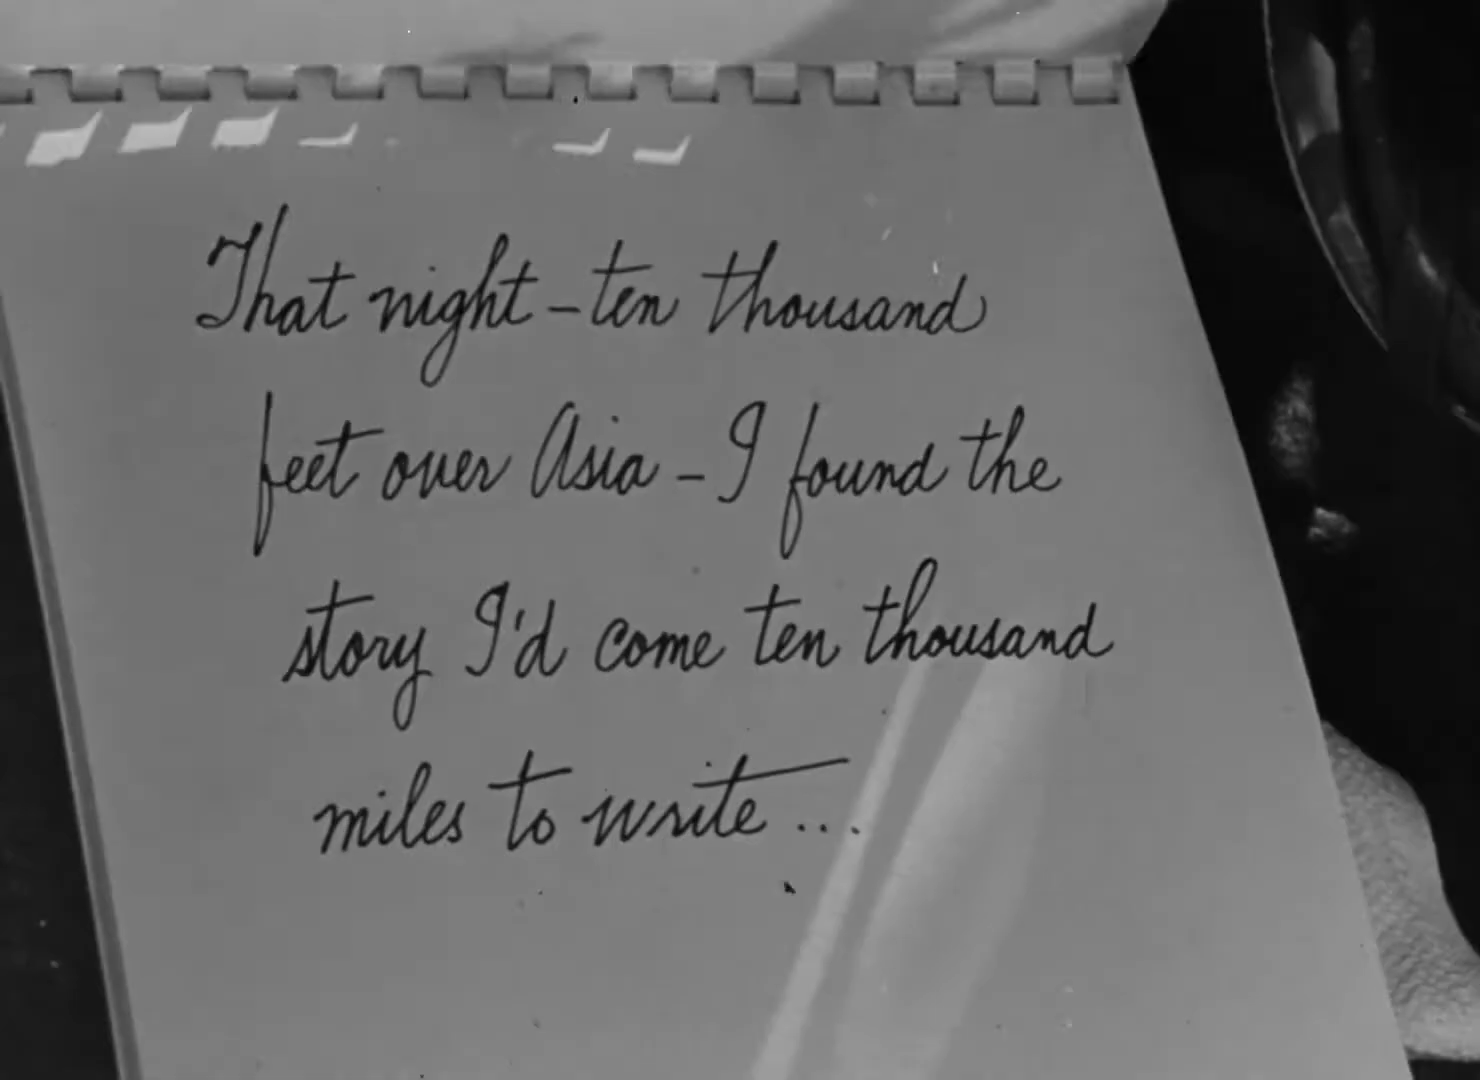 That night - ten thousand
feet over Asia - I found the
story I'd come ten thousand
miles to write ...